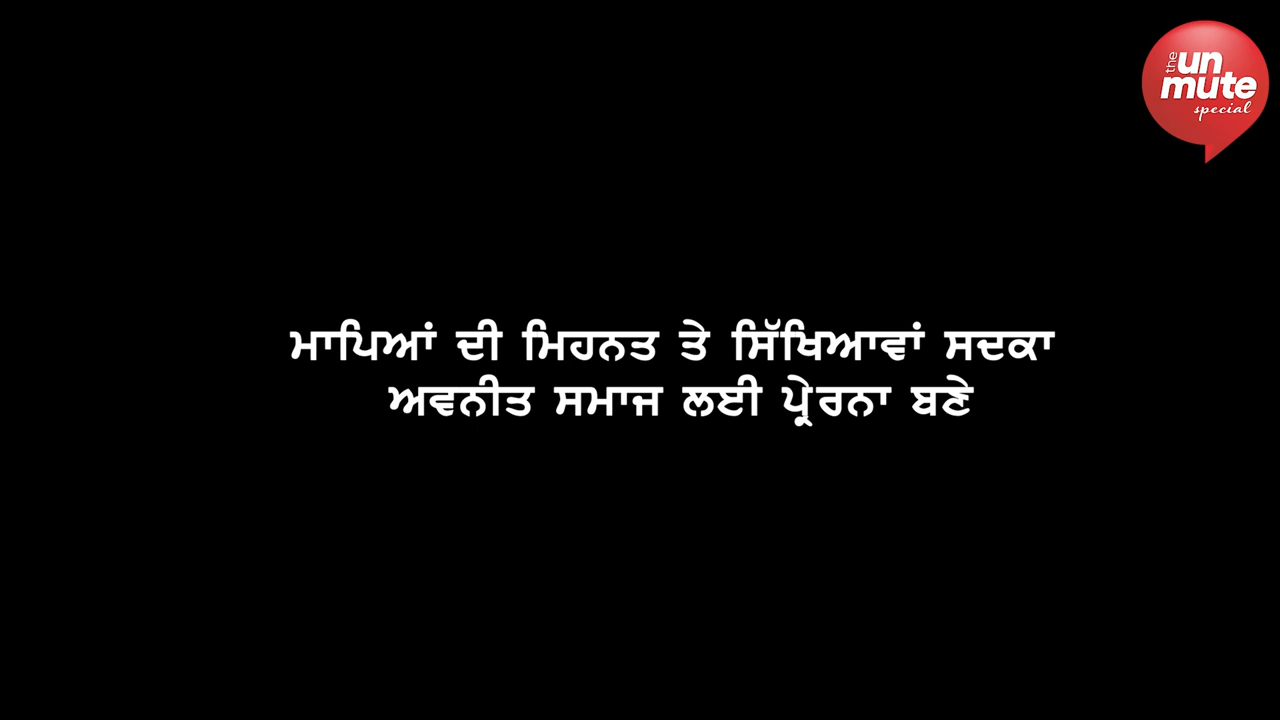 the un
mute
special
ਮਾਪਿਆਂ ਦੀ ਮਿਹਨਤ ਤੇ ਸਿੱਖਿਆਵਾਂ ਸਦਕਾ
ਅਵਨੀਤ ਸਮਾਜ ਲਈ ਪ੍ਰੇਰਨਾ ਬਣੇ